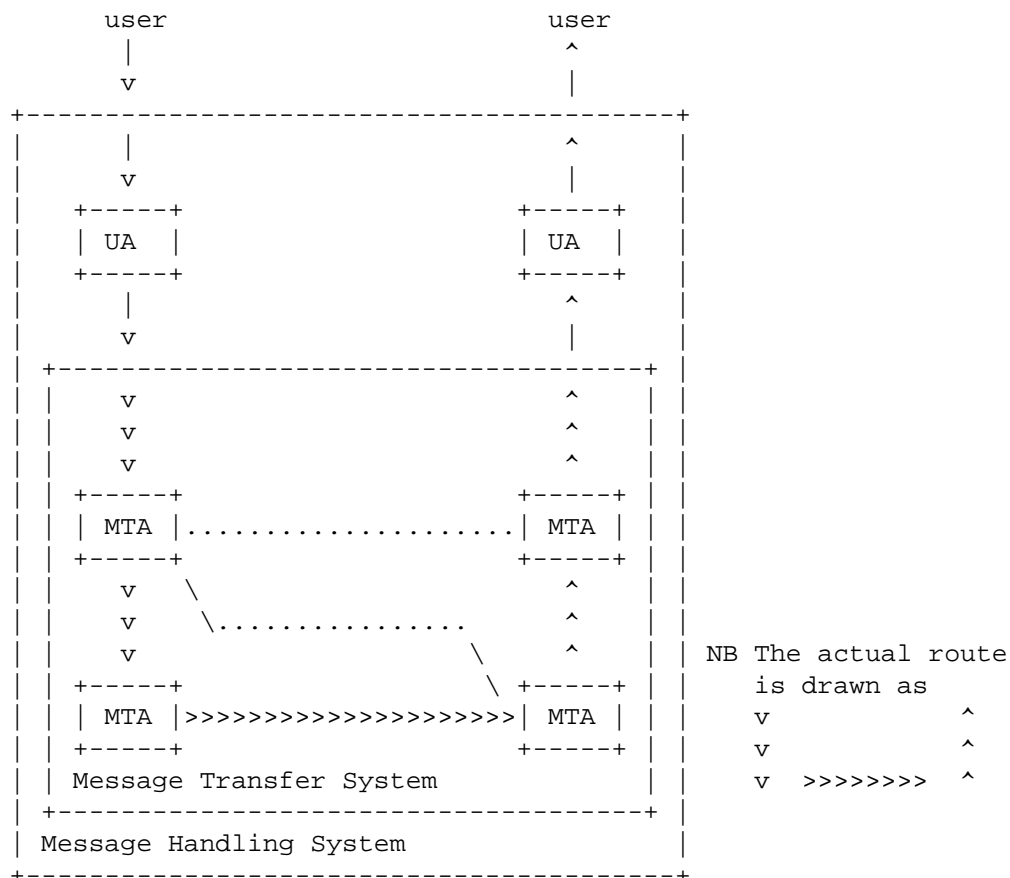 user user
UA UA
MTA MTA
MTA MTA
NB The actual route
is drawn as
v ^
v ^
v >>>>>>>> ^
Message Transfer System
Message Handling System